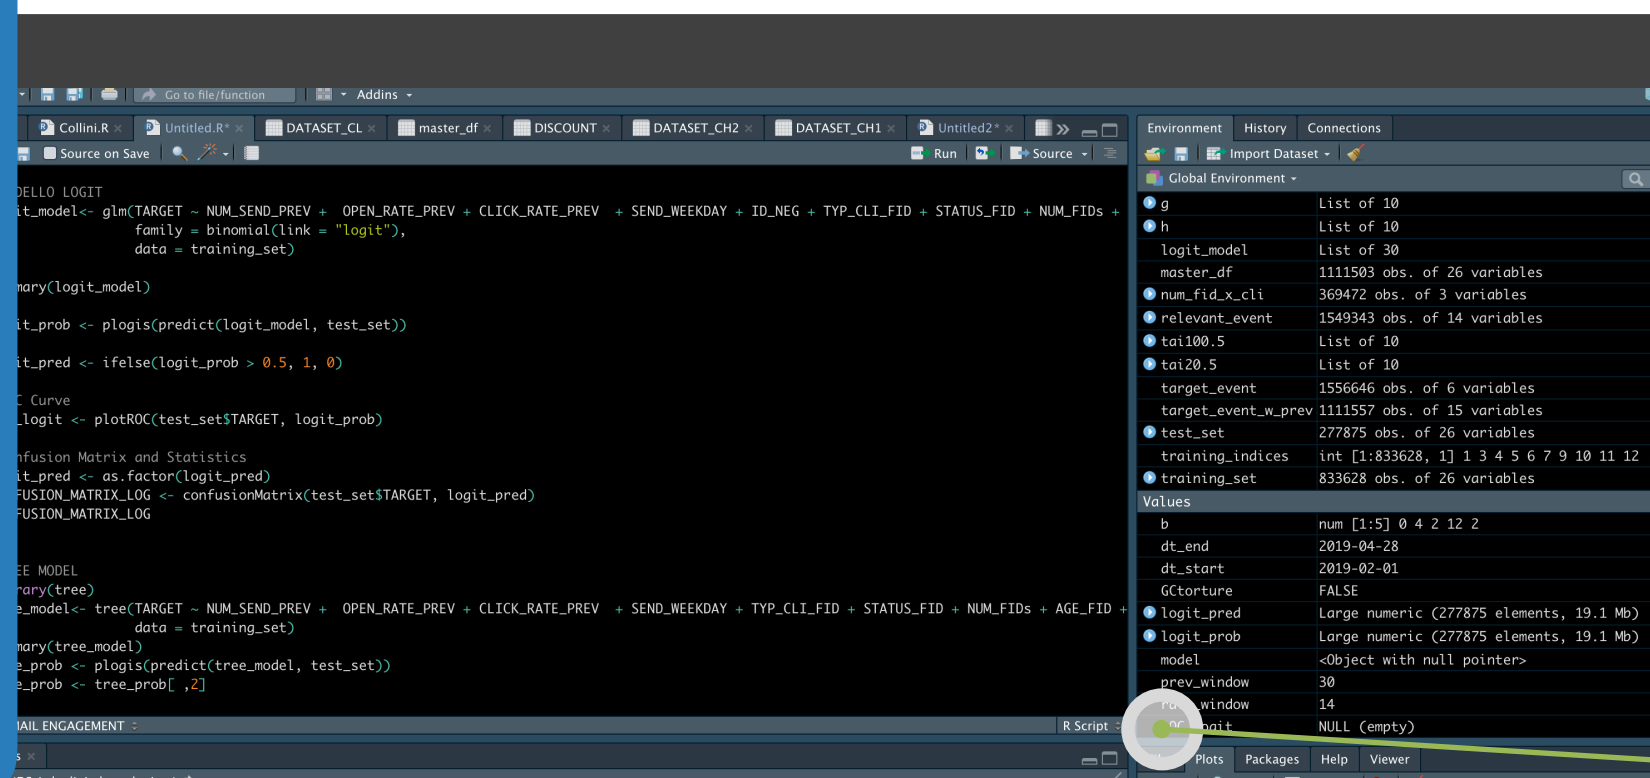 Go to file/function Addins
Collini.R Untitled.R* DATASET_CL master_df DISCOUNT DATASET_CH2 DATASET_CH1 Untitled2*
Source on Save Run Source
DELLO LOGIT
it_model<- glm(TARGET ~ NUM_SEND_PREV + OPEN_RATE_PREV + CLICK_RATE_PREV + SEND_WEEKDAY + ID_NEG + TYP_CLI_FID + STATUS_FID + NUM_FIDs +
family = binomial(link = "logit"),
data = training_set)
mary(logit_model)
it_prob <- plogis(predict(logit_model, test_set))
it_pred <- ifelse(logit_prob > 0.5, 1, 0)
C Curve
_logit <- plotROC(test_set$TARGET, logit_prob)
nfusion Matrix and Statistics
it_pred <- as.factor(logit_pred)
FUSION_MATRIX_LOG <- confusionMatrix(test_set$TARGET, logit_pred)
FUSION_MATRIX_LOG
EE MODEL
rary(tree)
e_model<- tree(TARGET ~ NUM_SEND_PREV + OPEN_RATE_PREV + CLICK_RATE_PREV + SEND_WEEKDAY + TYP_CLI_FID + STATUS_FID + NUM_FIDs + AGE_FID +
data = training_set)
mary(tree_model)
e_prob <- plogis(predict(tree_model, test_set))
e_prob <- tree_prob[ ,2]
AIL ENGAGEMENT R Script
Environment History Connections
Import Dataset
Global Environment
g List of 10
h List of 10
logit_model List of 30
master_df 1111503 obs. of 26 variables
num_fid_x_cli 369472 obs. of 3 variables
relevant_event 1549343 obs. of 14 variables
tai100.5 List of 10
tai20.5 List of 10
target_event 1556646 obs. of 6 variables
target_event_w_prev 1111557 obs. of 15 variables
test_set 277875 obs. of 26 variables
training_indices int [1:833628, 1] 1 3 4 5 6 7 9 10 11 12
training_set 833628 obs. of 26 variables
Values
b num [1:5] 0 4 2 12 2
dt_end 2019-04-28
dt_start 2019-02-01
GCtorture FALSE
logit_pred Large numeric (277875 elements, 19.1 Mb)
logit_prob Large numeric (277875 elements, 19.1 Mb)
model <Object with null pointer>
prev_window 30
window 14
NULL (empty)
Plots Packages Help Viewer